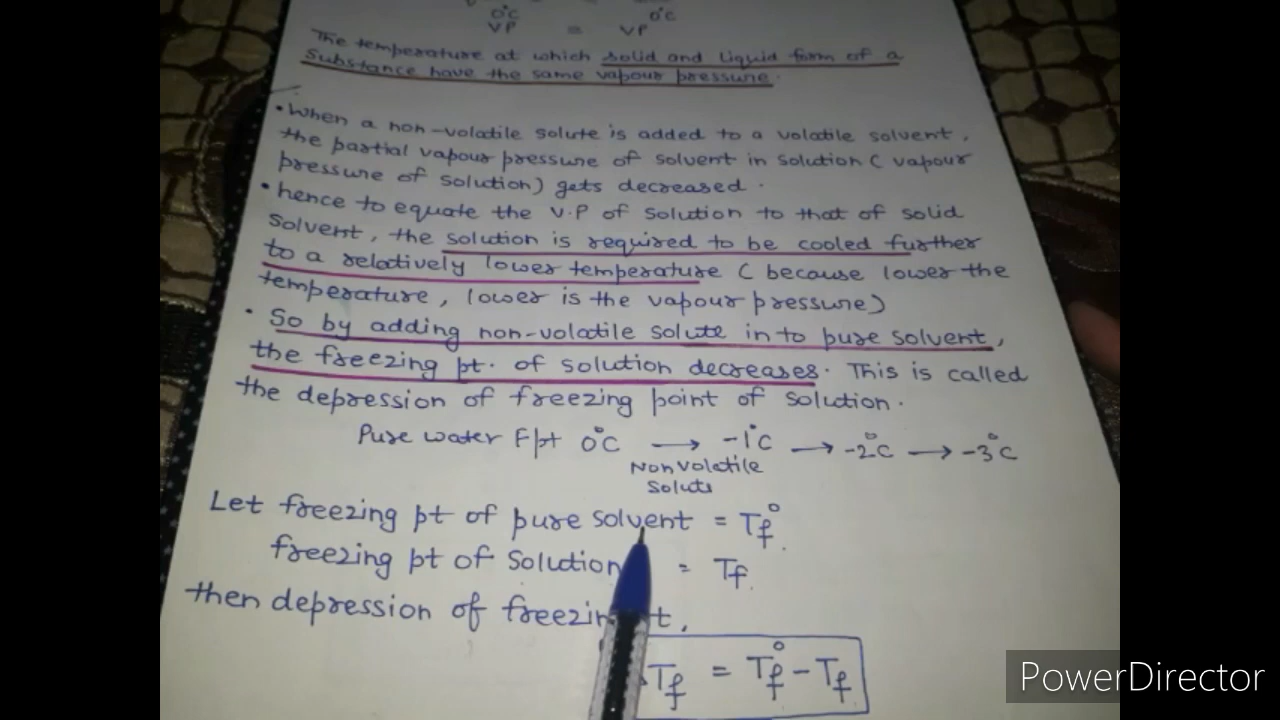 0°C 0°C
VP = VP
The temperature at which solid and liquid form of a
substance have the same vapour pressure.
• When a non-volatile solute is added to a volatile solvent,
the partial vapour pressure of solvent in solution ( vapour
pressure of solution) gets decreased.
• hence to equate the V.P of solution to that of solid
solvent, the solution is required to be cooled further
to a relatively lower temperature ( because lower the
temperature, lower is the vapour pressure)
• So by adding non-volatile solute in to pure solvent,
the freezing pt. of solution decreases. This is called
the depression of freezing point of solution.
Pure water F/pt 0°C → -1°C → -2°C → -3°C
Non volatile
solute
Let freezing pt of pure solvent = Tf°
freezing pt of solution = Tf.
then depression of
Tf = Tf° - Tf
PowerDirector